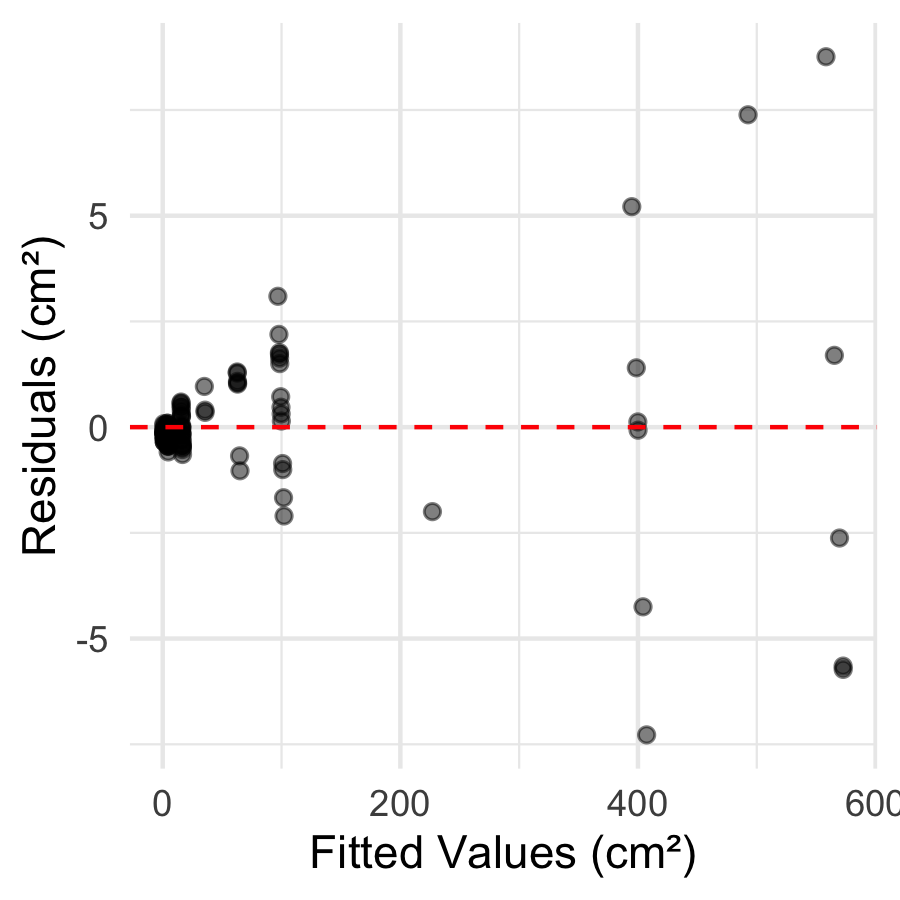 5
0
-5
Residuals (cm²)
0 200 400 600
Fitted Values (cm²)